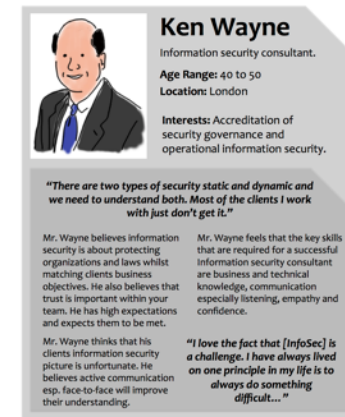 Ken Wayne
Information security consultant.
Age Range: 40 to 50
Location: London
Interests: Accreditation of
security governance and
operational information security.
“There are two types of security static and dynamic and
we need to understand both. Most of the clients I work
with just don’t get it.”
Mr. Wayne believes information
security is about protecting
organizations and laws whilst
matching clients business
objectives. He also believes that
trust is important within your
team. He has high expectations
and expects them to be met.
Mr. Wayne thinks that his
clients information security
picture is unfortunate. He
believes active communication
esp. face-to-face will improve
their understanding.
Mr. Wayne feels that the key skills
that are required for a successful
Information security consultant
are business and technical
knowledge, communication
especially listening, empathy and
confidence.
“I love the fact that [InfoSec] is
a challenge. I have always lived
on one principle in my life is to
always do something
difficult…”